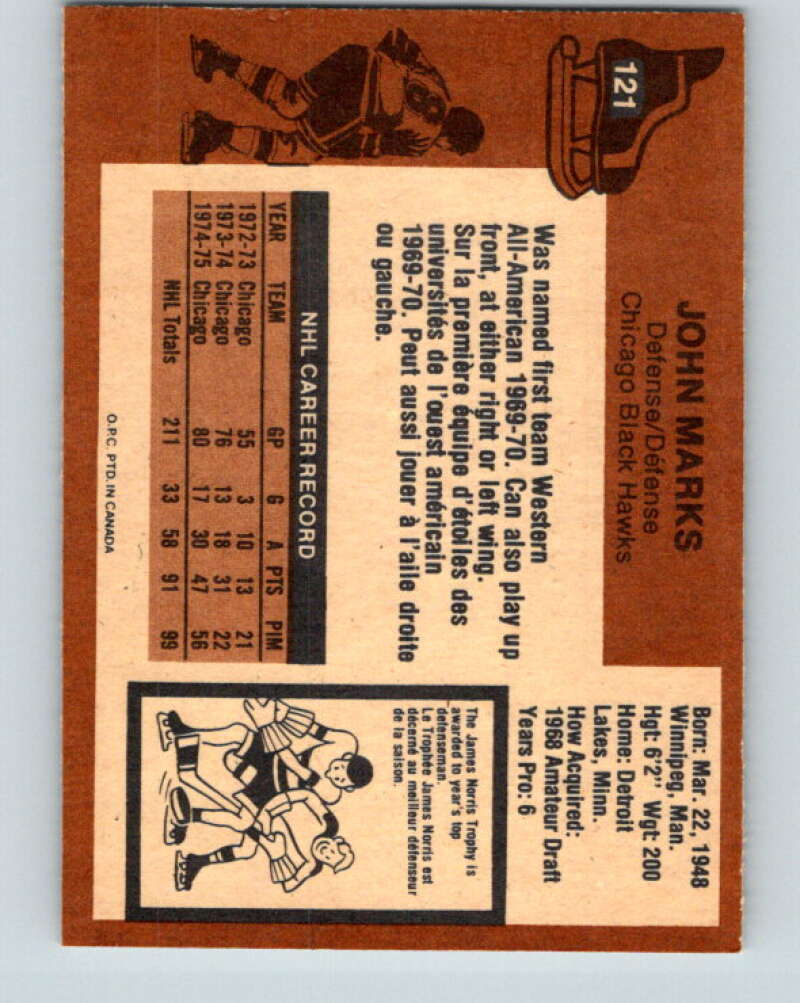 121
JOHN MARKS
Defense/Défense
Chicago Black Hawks
Born: Mar. 22, 1948
Winnipeg, Man.
Hgt: 6'2" Wgt: 200
Home: Detroit
Lakes, Minn.
How Acquired:
1968 Amateur Draft
Years Pro: 6
Was named first team Western
All-American 1969-70. Can also play up
front, at either right or left wing.
Sur la première équipe d'étoiles des
universités de l'ouest américain
1969-70. Peut aussi jouer à l'aile droite
ou gauche.
NHL CAREER RECORD
YEAR TEAM GP G A PTS PIM
1972-73 Chicago 55 3 10 13 21
1973-74 Chicago 76 13 18 31 22
1974-75 Chicago 80 17 30 47 56
NHL Totals 211 33 58 91 99
The James Norris Trophy is
awarded to year's top
defenseman.
Le Trophée James Norris est
décerné au meilleur défenseur
de la saison.
O.P.C. PTD. IN CANADA
8